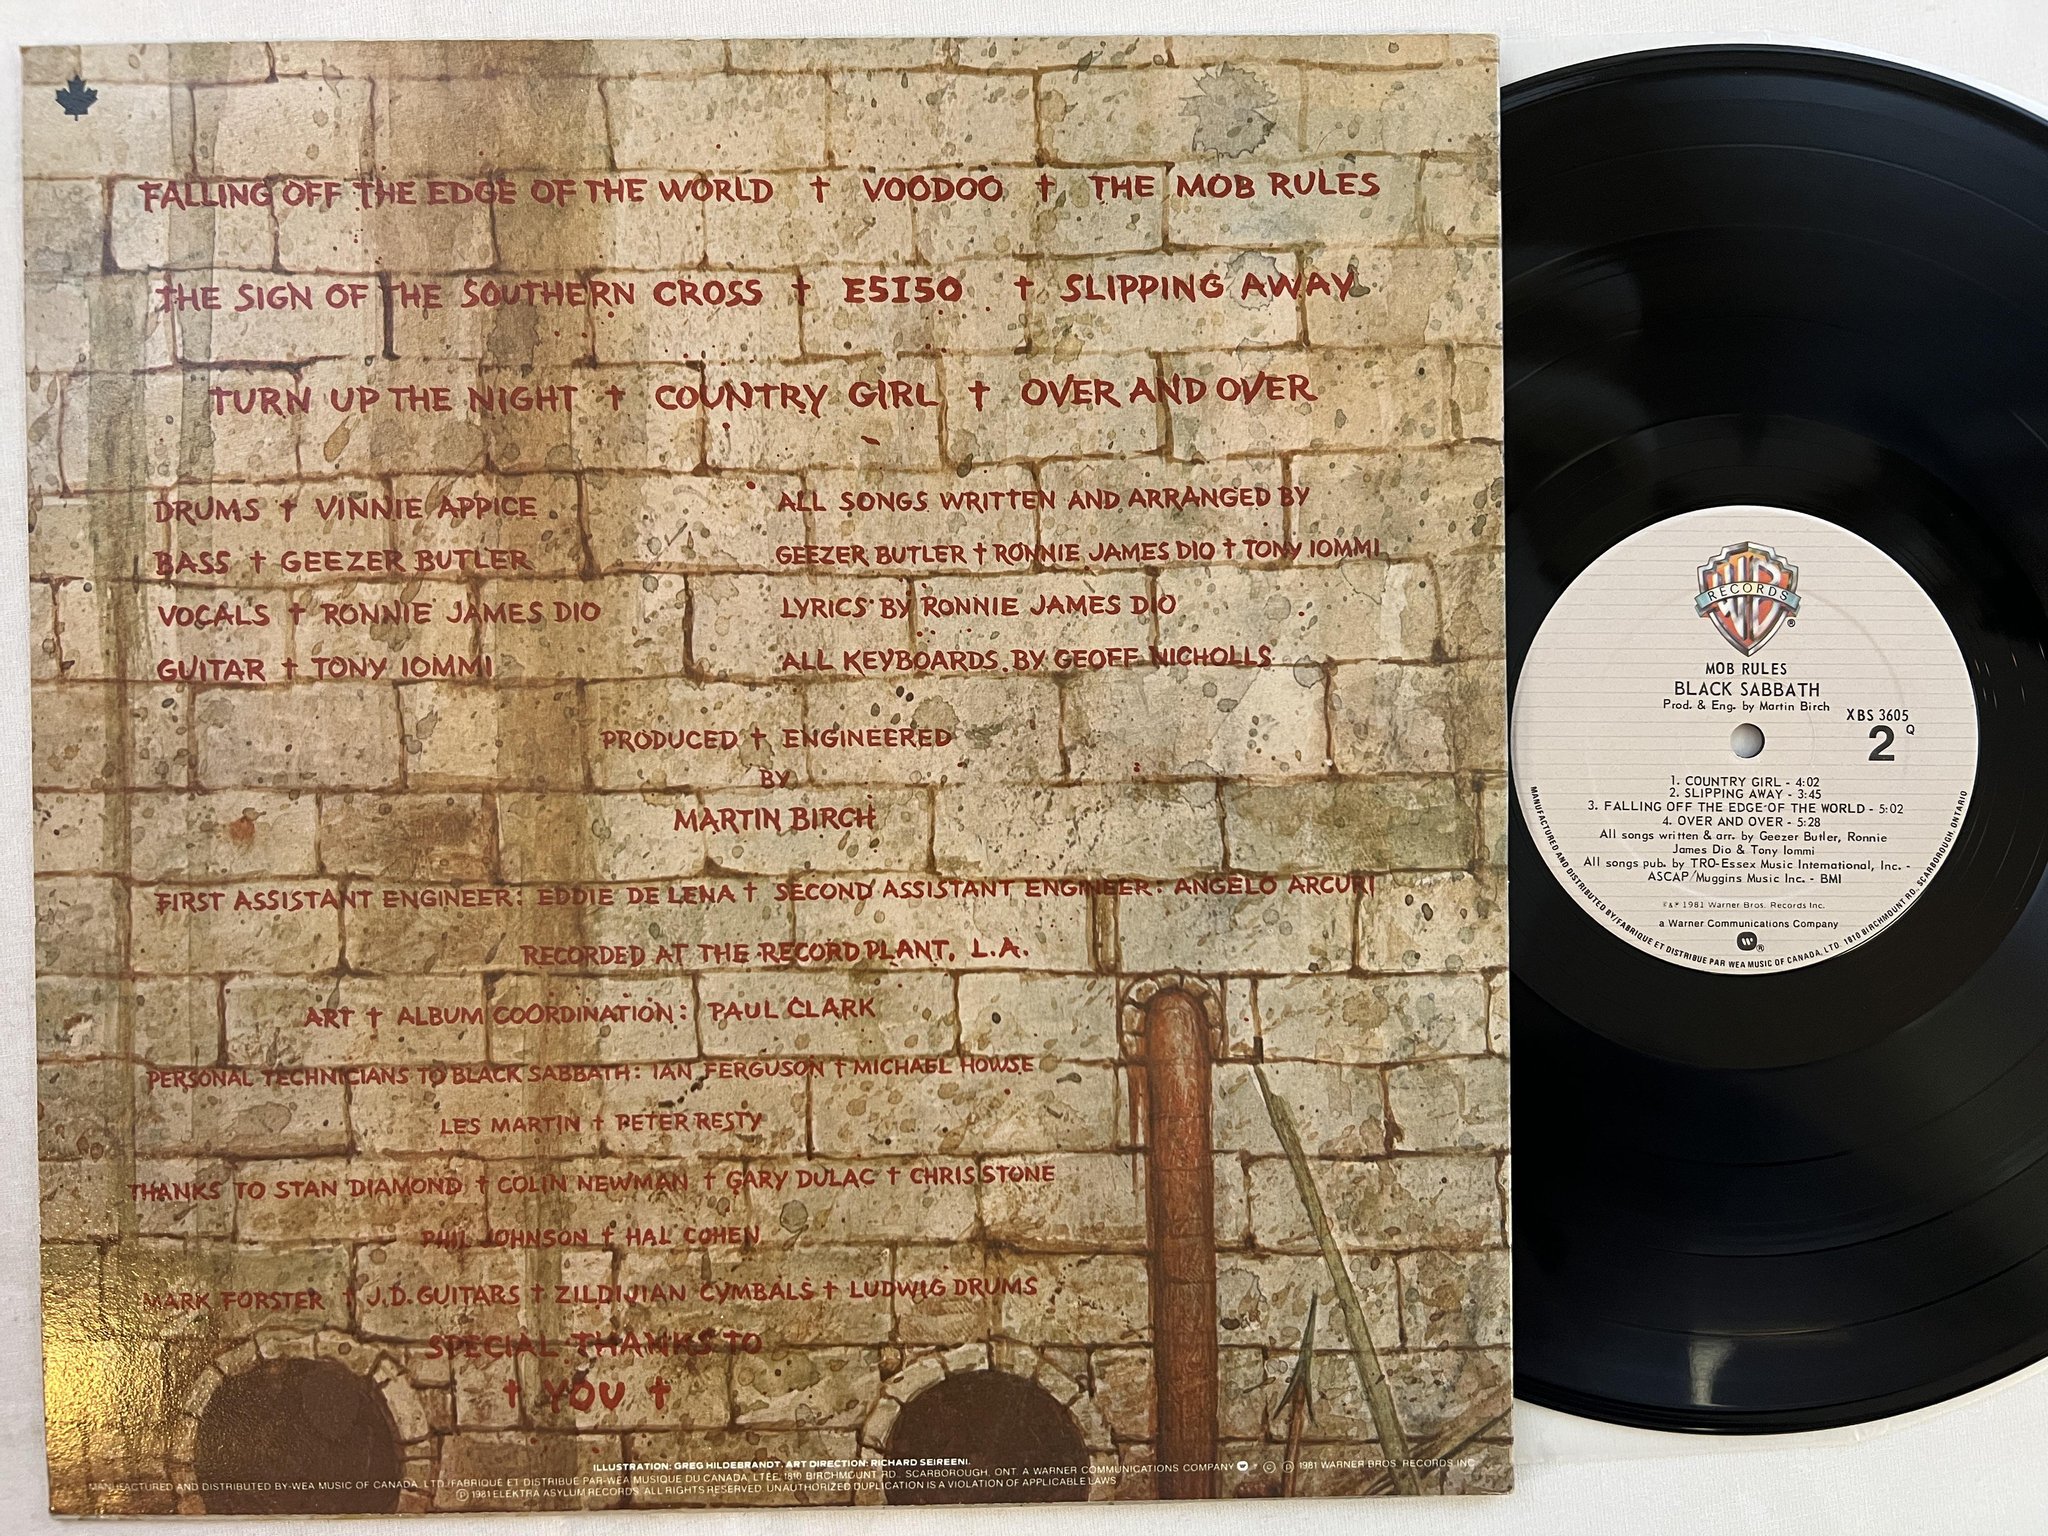 FALLING OFF THE EDGE OF THE WORLD † VOODOO † THE MOB RULES
THE SIGN OF THE SOUTHERN CROSS † E5I50 † SLIPPING AWAY
TURN UP THE NIGHT † COUNTRY GIRL † OVER AND OVER
DRUMS † VINNIE APPICE
BASS † GEEZER BUTLER
VOCALS † RONNIE JAMES DIO
GUITAR † TONY IOMMI
ALL SONGS WRITTEN AND ARRANGED BY
GEEZER BUTLER † RONNIE JAMES DIO † TONY IOMMI
LYRICS BY RONNIE JAMES DIO
ALL KEYBOARDS BY GEOFF NICHOLLS
PRODUCED † ENGINEERED
BY
MARTIN BIRCH
FIRST ASSISTANT ENGINEER: EDDIE DE LENA † SECOND ASSISTANT ENGINEER: ANGELO ARCURI
RECORDED AT THE RECORD PLANT, L.A.
ART † ALBUM COORDINATION: PAUL CLARK
PERSONAL TECHNICIANS TO BLACK SABBATH: IAN FERGUSON † MICHAEL HOWSE
LES MARTIN † PETER RESTY
THANKS TO STAN DIAMOND † COLIN NEWMAN † GARY DULAC † CHRIS STONE
PHIL JOHNSON † HAL COHEN
MARK FORSTER † J.D. GUITARS † ZILDIJIAN CYMBALS † LUDWIG DRUMS
SPECIAL THANKS TO
† YOU †
ILLUSTRATION: GREG HILDEBRANDT. ART DIRECTION: RICHARD SEIREENI.
MANUFACTURED AND DISTRIBUTED BY-WEA MUSIC OF CANADA, LTD./FABRIQUÉ ET DISTRIBUÉ PAR-WEA MUSIQUE DU CANADA, LTÉE. 1810 BIRCHMOUNT RD., SCARBOROUGH, ONT. A WARNER COMMUNICATIONS COMPANY © ℗ 1981 WARNER BROS. RECORDS INC.
℗ 1981 ELEKTRA ASYLUM RECORDS. ALL RIGHTS RESERVED. UNAUTHORIZED DUPLICATION IS A VIOLATION OF APPLICABLE LAWS.
WB
RECORDS
®
MOB RULES
BLACK SABBATH
Prod. & Eng. by Martin Birch
XBS 3605
2 Q
1. COUNTRY GIRL - 4:02
2. SLIPPING AWAY - 3:45
3. FALLING OFF THE EDGE OF THE WORLD - 5:02
4. OVER AND OVER - 5:28
All songs written & arr. by Geezer Butler, Ronnie
James Dio & Tony Iommi
All songs pub. by TRO-Essex Music International, Inc. -
ASCAP/Muggins Music Inc. - BMI
©&℗ 1981 Warner Bros. Records Inc.
a Warner Communications Company
®
MANUFACTURED AND DISTRIBUTED BY/FABRIQUE ET DISTRIBUE PAR WEA MUSIC OF CANADA, LTD. 1810 BIRCHMOUNT RD., SCARBOROUGH, ONTARIO